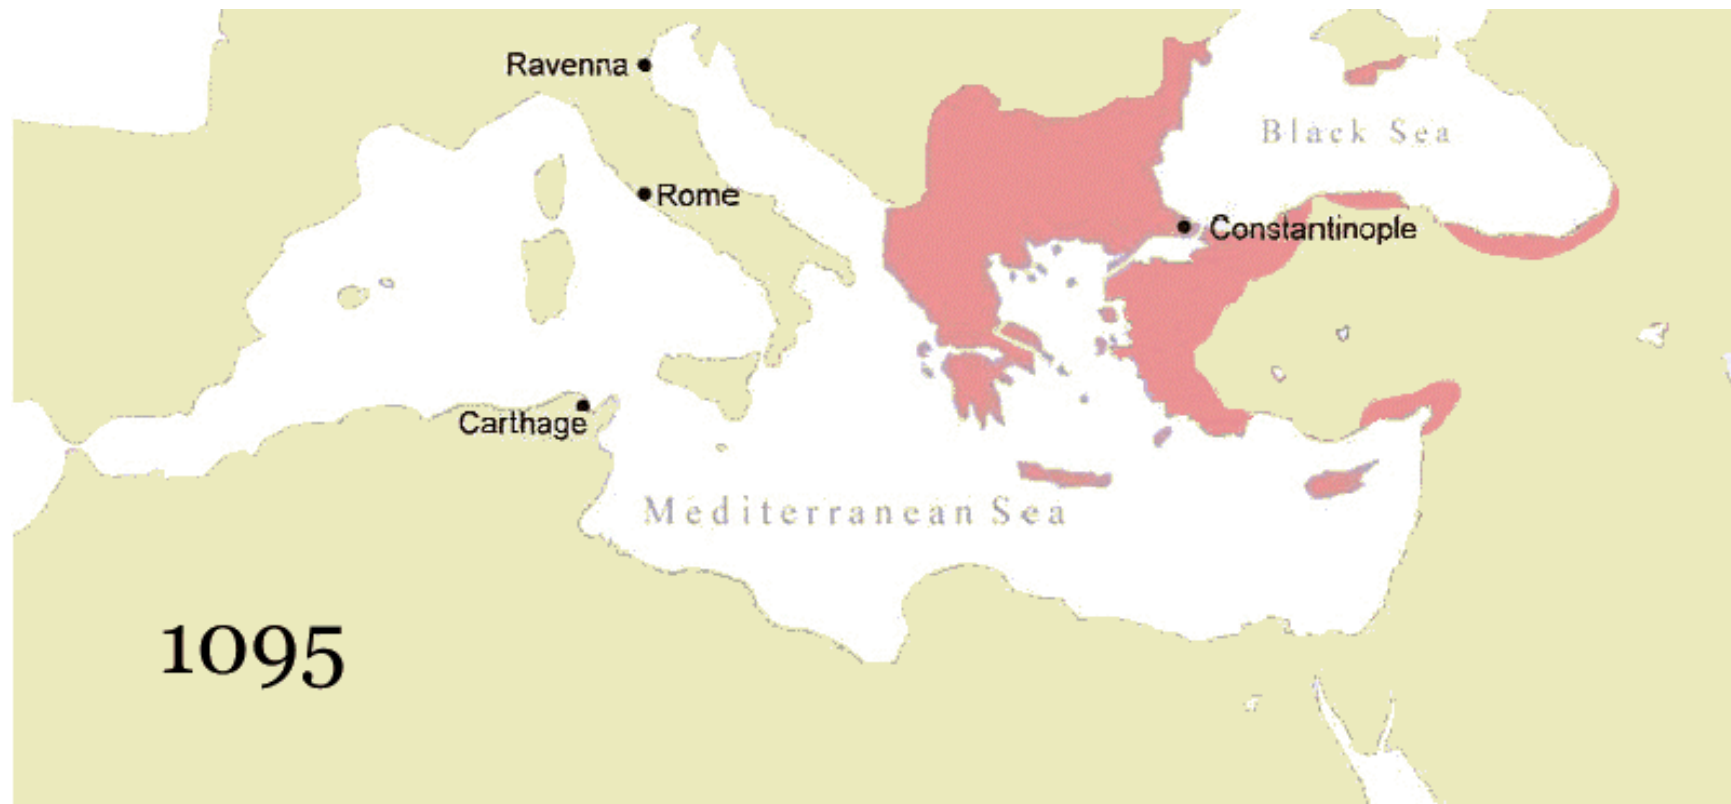 Ravenna
Black Sea
Rome
Constantinople
Carthage
Mediterranean Sea
1095